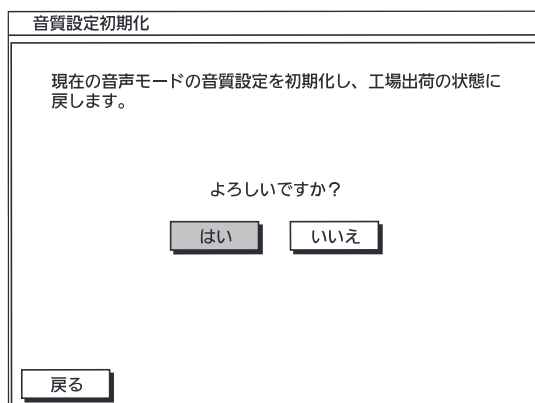 音質設定初期化
現在の音声モードの音質設定を初期化し、工場出荷の状態に
戻します。
よろしいですか？
はい いいえ
戻る